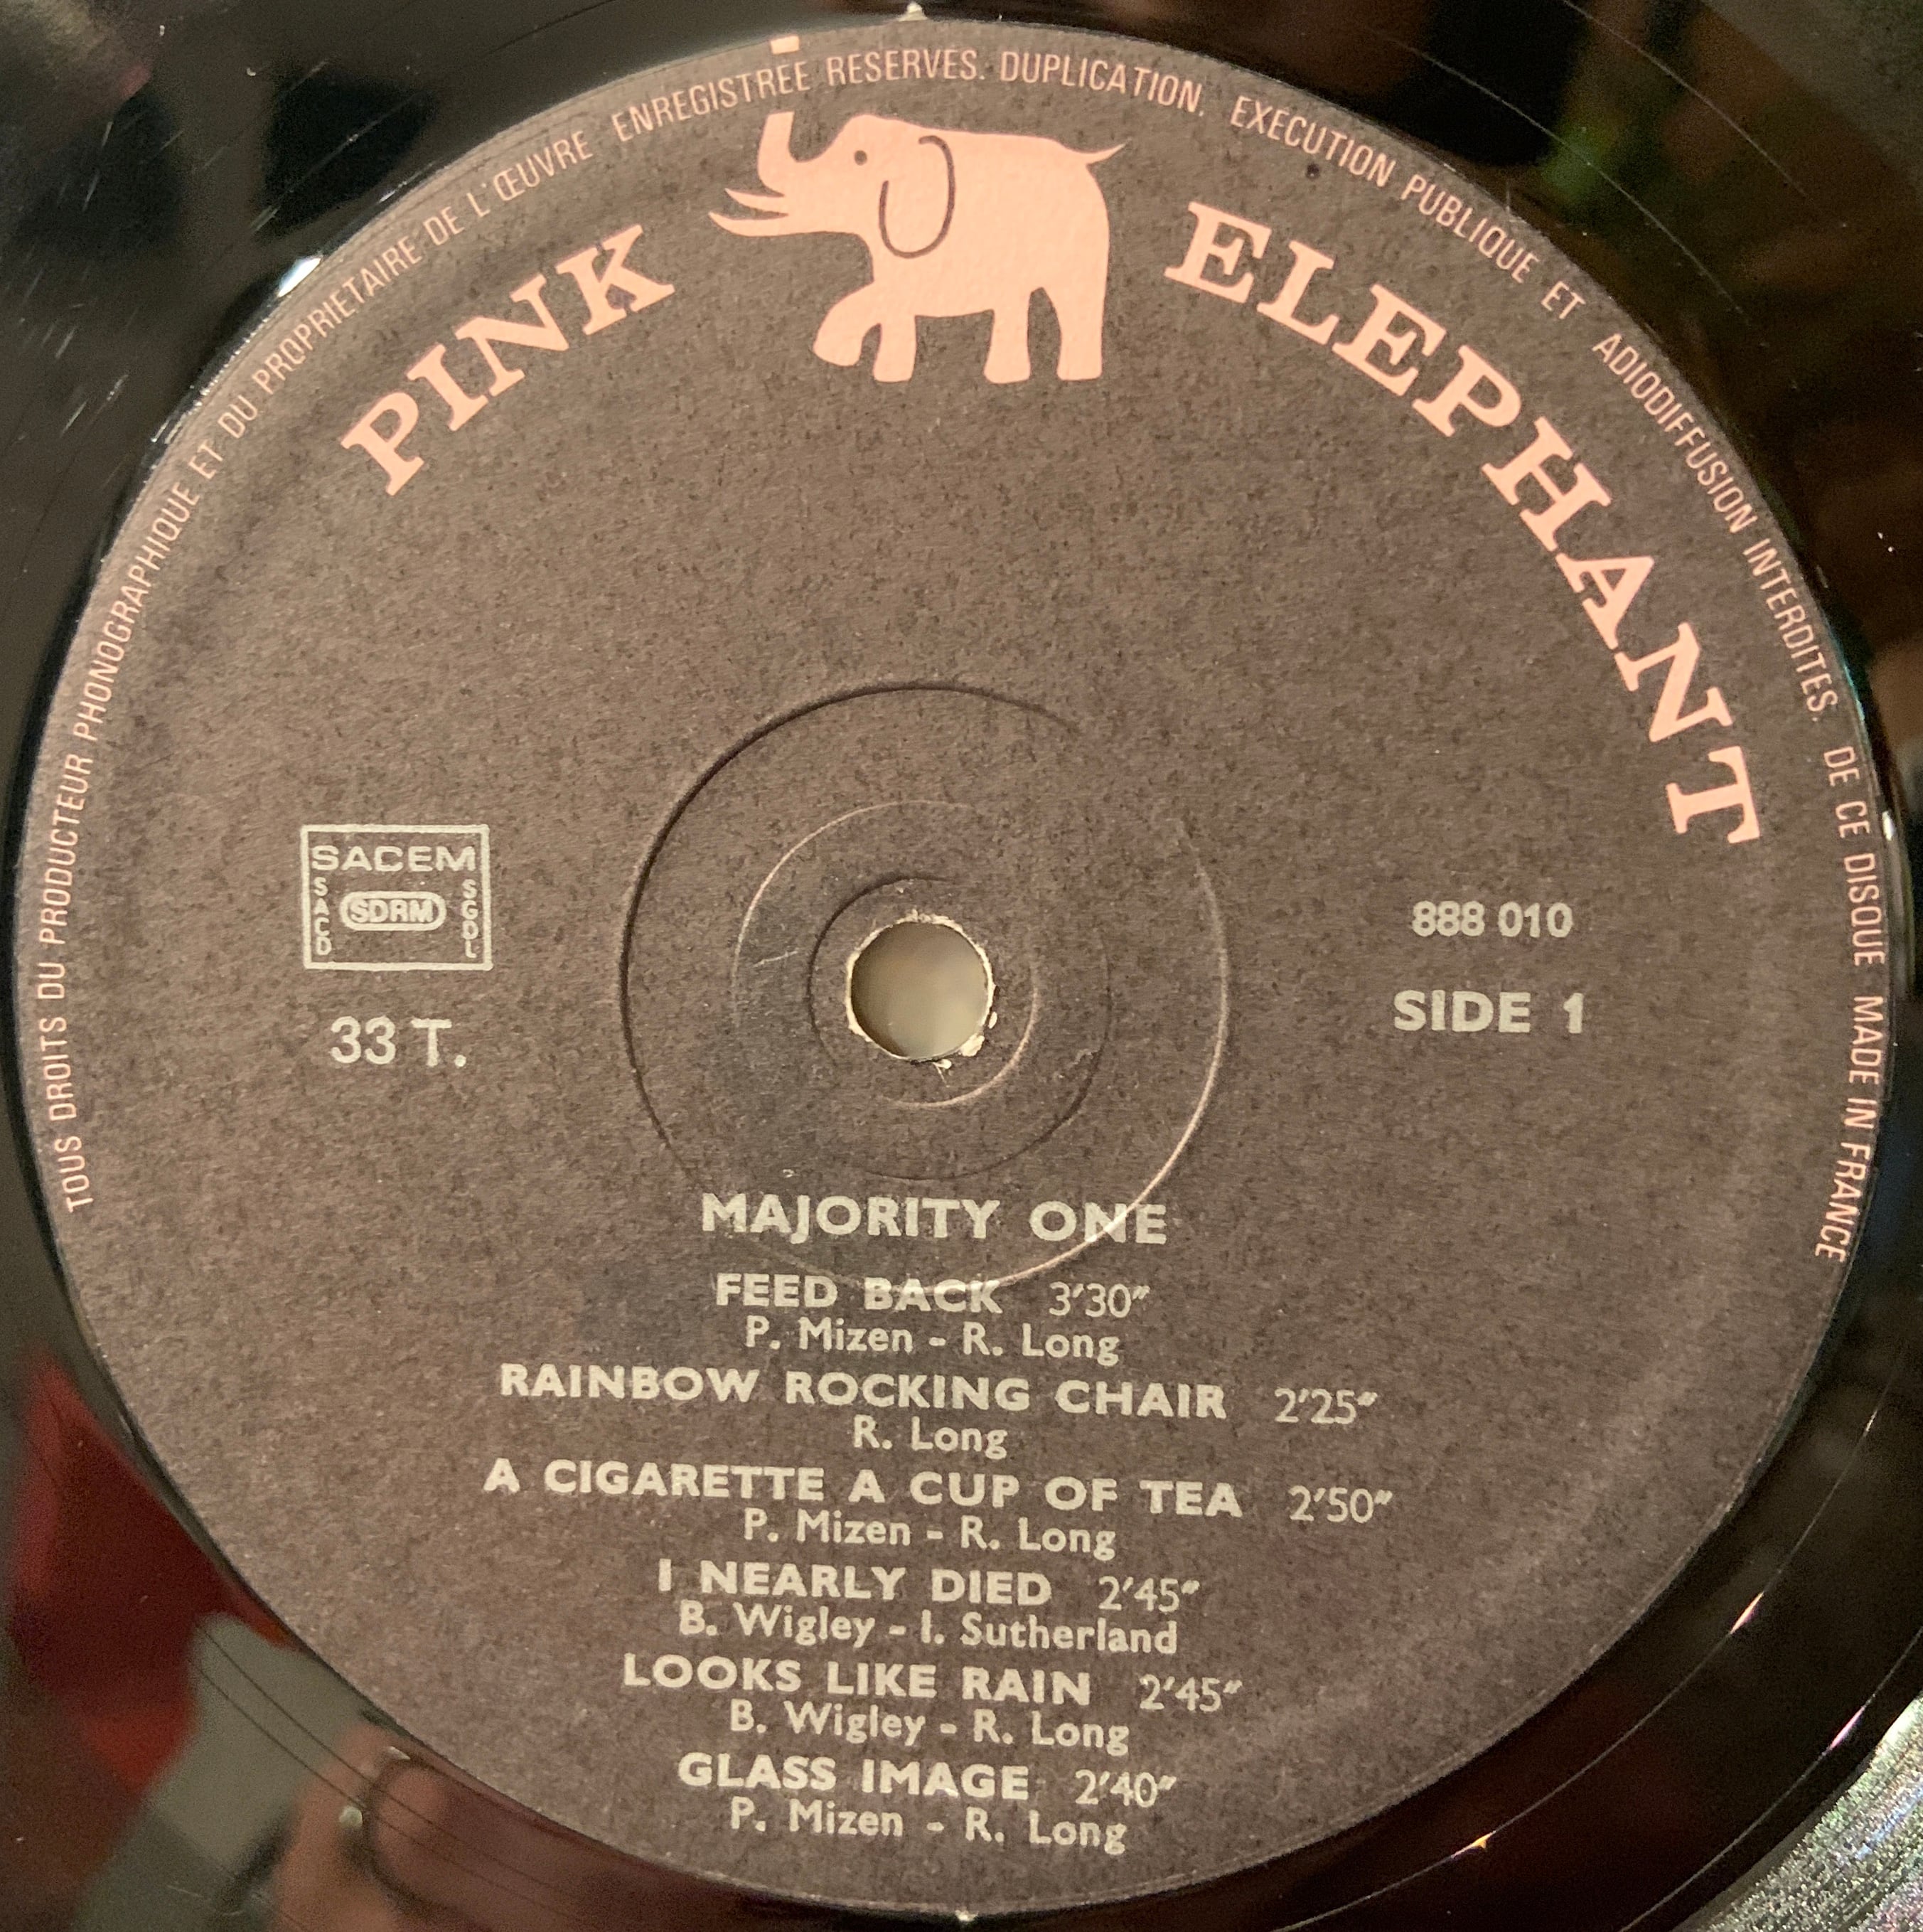 TOUS DROITS DU PRODUCTEUR PHONOGRAPHIQUE ET DU PROPRIETAIRE DE L'ŒUVRE ENREGISTRÉE RESERVES. DUPLICATION. EXECUTION PUBLIQUE ET ADIODIFFUSION INTERDITES. DE CE DISQUE MADE IN FRANCE
PINK ELEPHANT
SACEM
SACD
SDRM
SGDL
33 T.
888 010
SIDE 1
MAJORITY ONE
FEED BACK 3'30"
P. Mizen - R. Long
RAINBOW ROCKING CHAIR 2'25"
R. Long
A CIGARETTE A CUP OF TEA 2'50"
P. Mizen - R. Long
I NEARLY DIED 2'45"
B. Wigley - I. Sutherland
LOOKS LIKE RAIN 2'45"
B. Wigley - R. Long
GLASS IMAGE 2'40"
P. Mizen - R. Long